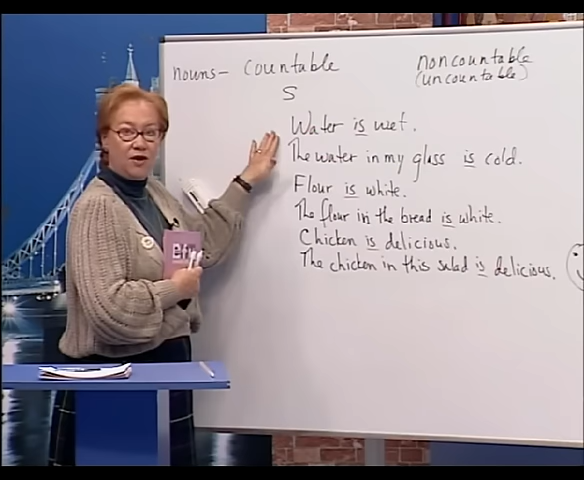 nouns - countable
noncountable
(uncountable)
S
Water is wet.
The water in my glass is cold.
Flour is white.
The flour in the bread is white.
Chicken is delicious.
The chicken in this salad is delicious.